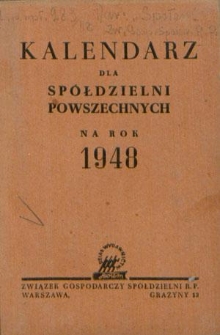 KALENDARZ
DLA
SPÓŁDZIELNI
POWSZECHNYCH
NA ROK
1948
ZWIĄZEK GOSPODARCZY SPÓŁDZIELNI R.P.
WARSZAWA, GRAŻYNY 13